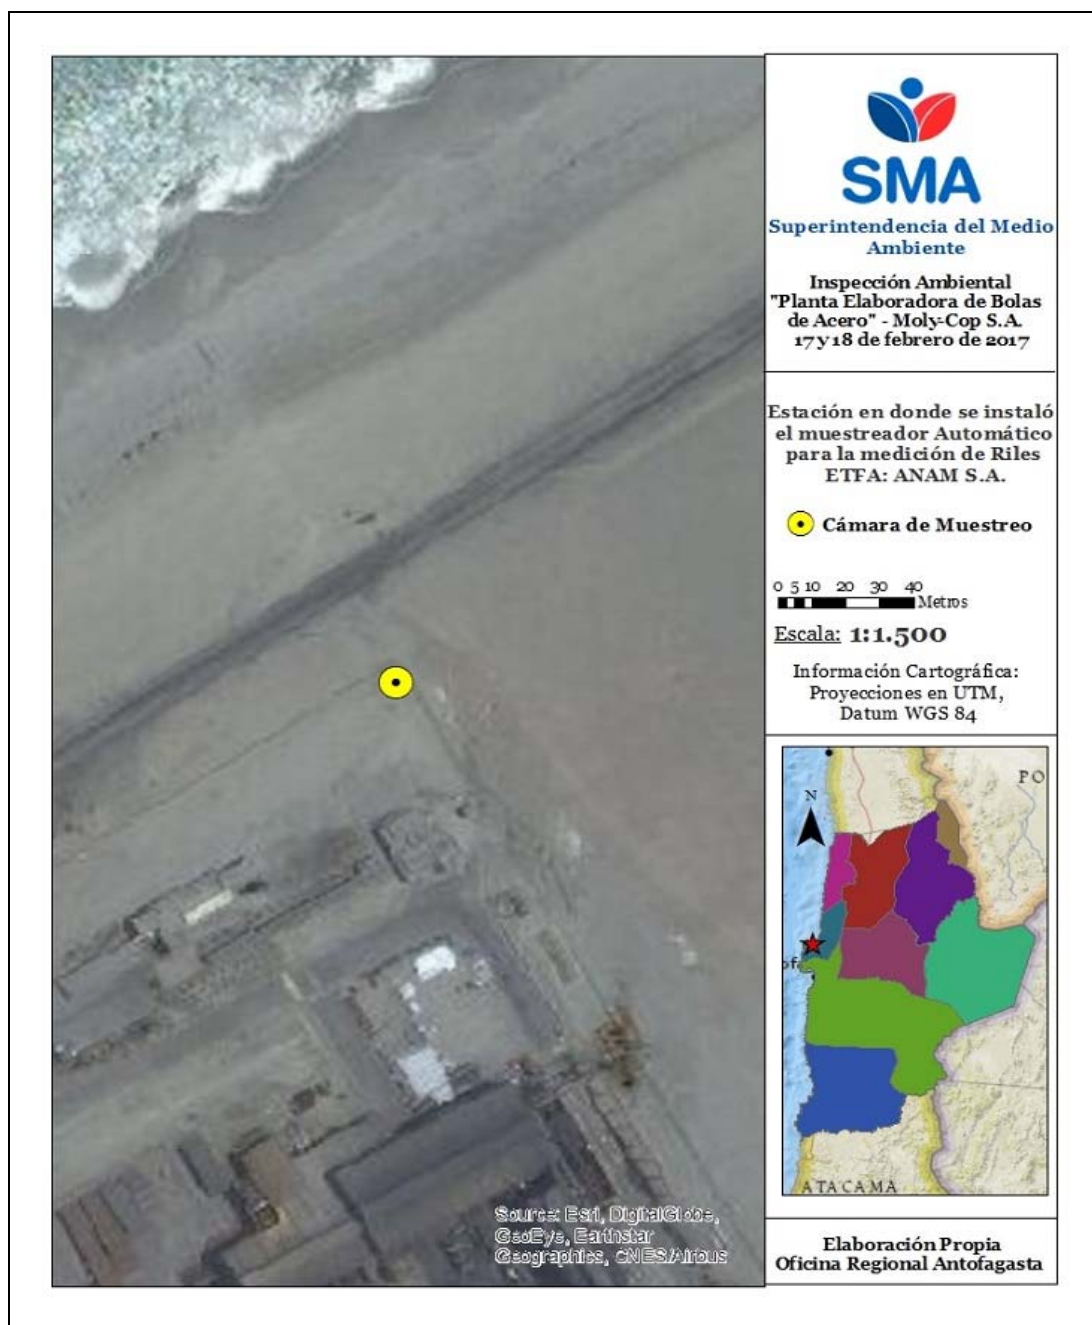 SMA
Superintendencia del Medio
Ambiente
Inspección Ambiental
"Planta Elaboradora de Bolas
de Acero" - Moly-Cop S.A.
17 y 18 de febrero de 2017
Estación en donde se instaló
el muestreador Automático
para la medición de Riles
ETFA: ANAM S.A.
Cámara de Muestreo
0 5 10 20 30 40
Metros
Escala: 1:1.500
Información Cartográfica:
Proyecciones en UTM,
Datum WGS 84
N
PO
ofa
ATACAMA
Source: Esri, DigitalGlobe,
GeoEye, Earthstar
Geographics, CNES/Airbus
Elaboración Propia
Oficina Regional Antofagasta